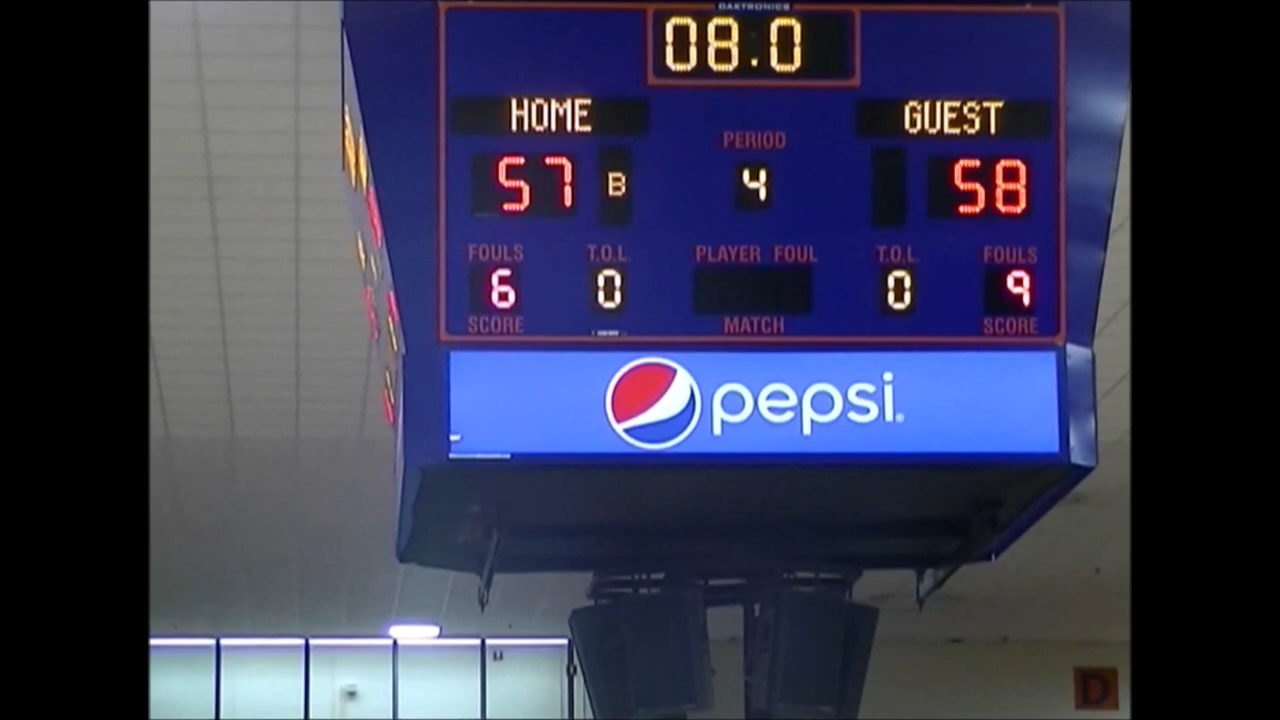 DAKTRONICS
08.0
HOME
GUEST
PERIOD
57 B 4 58
FOULS T.O.L. PLAYER FOUL T.O.L. FOULS
6 0 0 9
SCORE MATCH SCORE
pepsi.
D